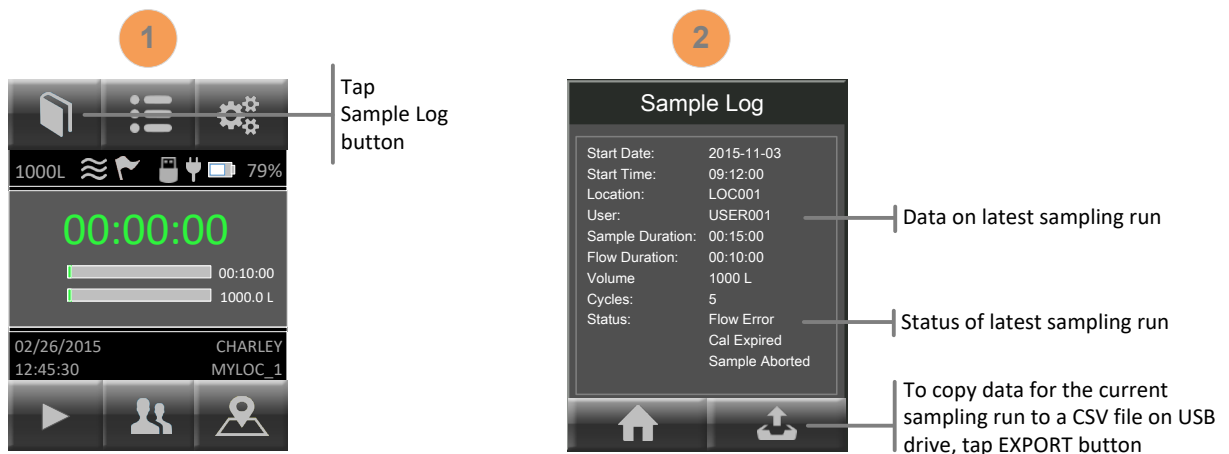 1
Tap
Sample Log
button
1000L
79%
00:00:00
00:10:00
1000.0 L
02/26/2015 CHARLEY
12:45:30 MYLOC_1
2
Sample Log
Start Date: 2015-11-03
Start Time: 09:12:00
Location: LOC001
User: USER001
Sample Duration: 00:15:00
Flow Duration: 00:10:00
Volume 1000 L
Cycles: 5
Status: Flow Error
Cal Expired
Sample Aborted
Data on latest sampling run
Status of latest sampling run
To copy data for the current
sampling run to a CSV file on USB
drive, tap EXPORT button